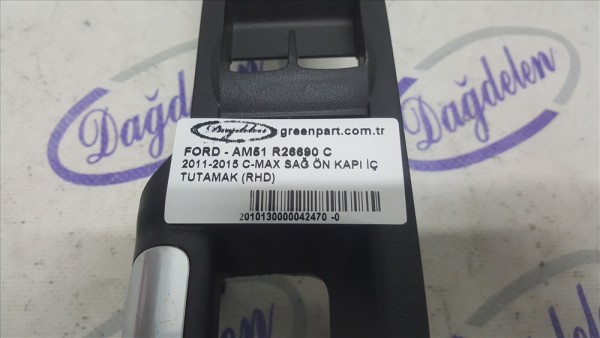 Dağdelen
Dağdelen
Dağdelen greenpart.com.tr
FORD - AM51 R26690 C
2011-2015 C-MAX SAĞ ÖN KAPI İÇ
TUTAMAK (RHD)
2010130000042470 -0